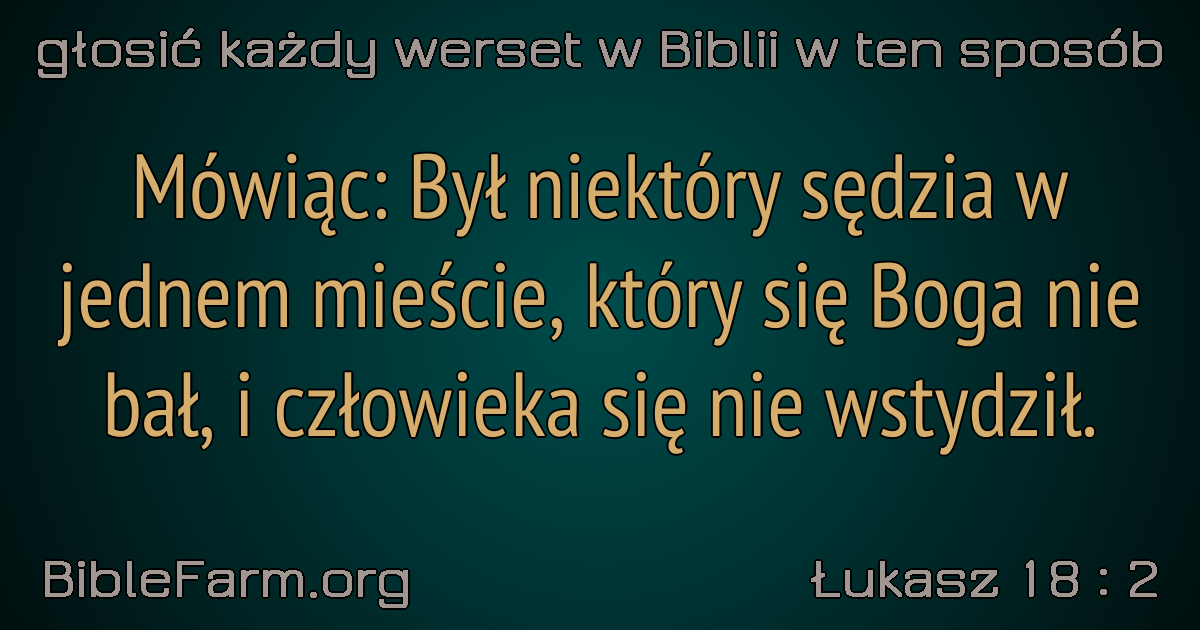 głosić każdy werset w Biblii w ten sposób
Mówiąc: Był niektóry sędzia w
jednem mieście, który się Boga nie
bał, i człowieka się nie wstydził.
BibleFarm.org
Łukasz 18 : 2